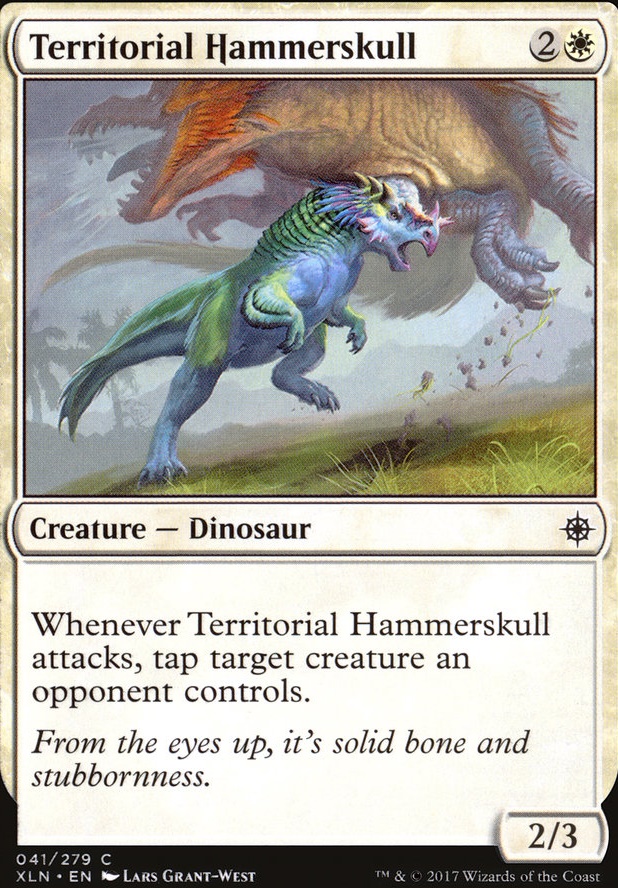 Territorial Hammerskull 2
Creature — Dinosaur
Whenever Territorial Hammerskull
attacks, tap target creature an
opponent controls.
From the eyes up, it's solid bone and
stubbornness.
2/3
041/279 C
XLN • EN Lars Grant-West ™ & © 2017 Wizards of the Coast